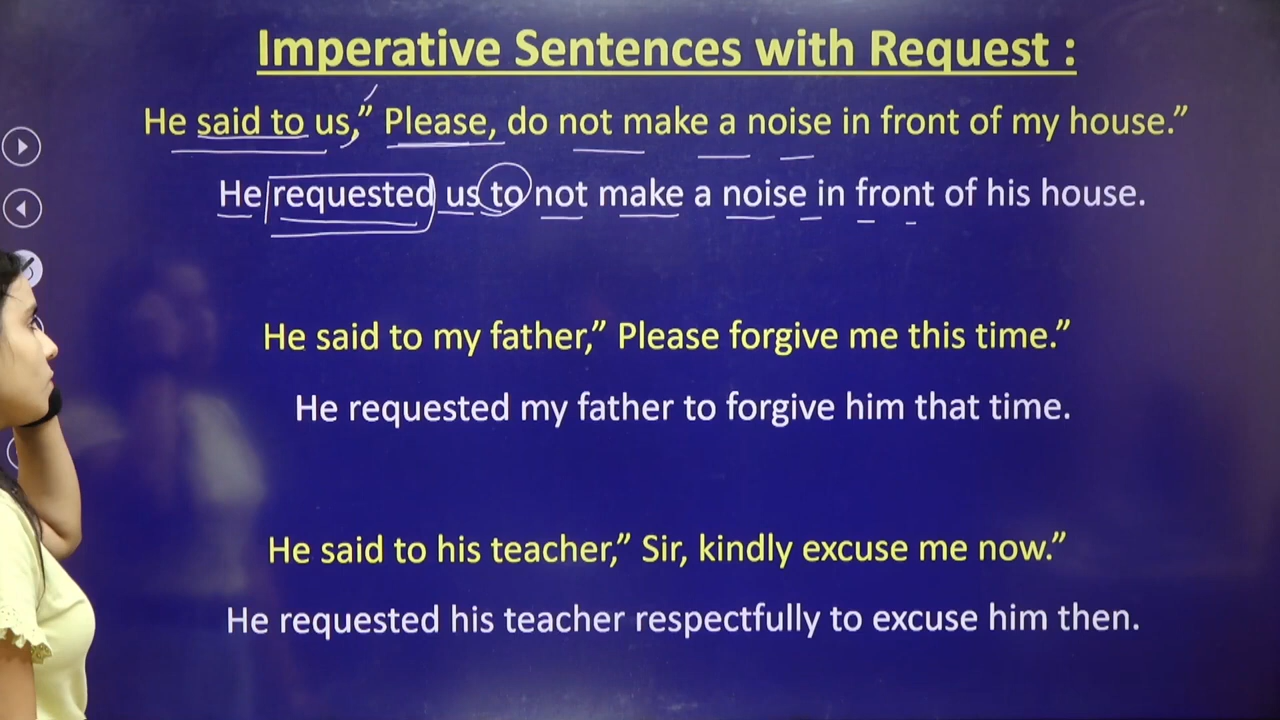 Imperative Sentences with Request :
He said to us,” Please, do not make a noise in front of my house.”
He requested us to not make a noise in front of his house.
He said to my father,” Please forgive me this time.”
He requested my father to forgive him that time.
He said to his teacher,” Sir, kindly excuse me now.”
He requested his teacher respectfully to excuse him then.